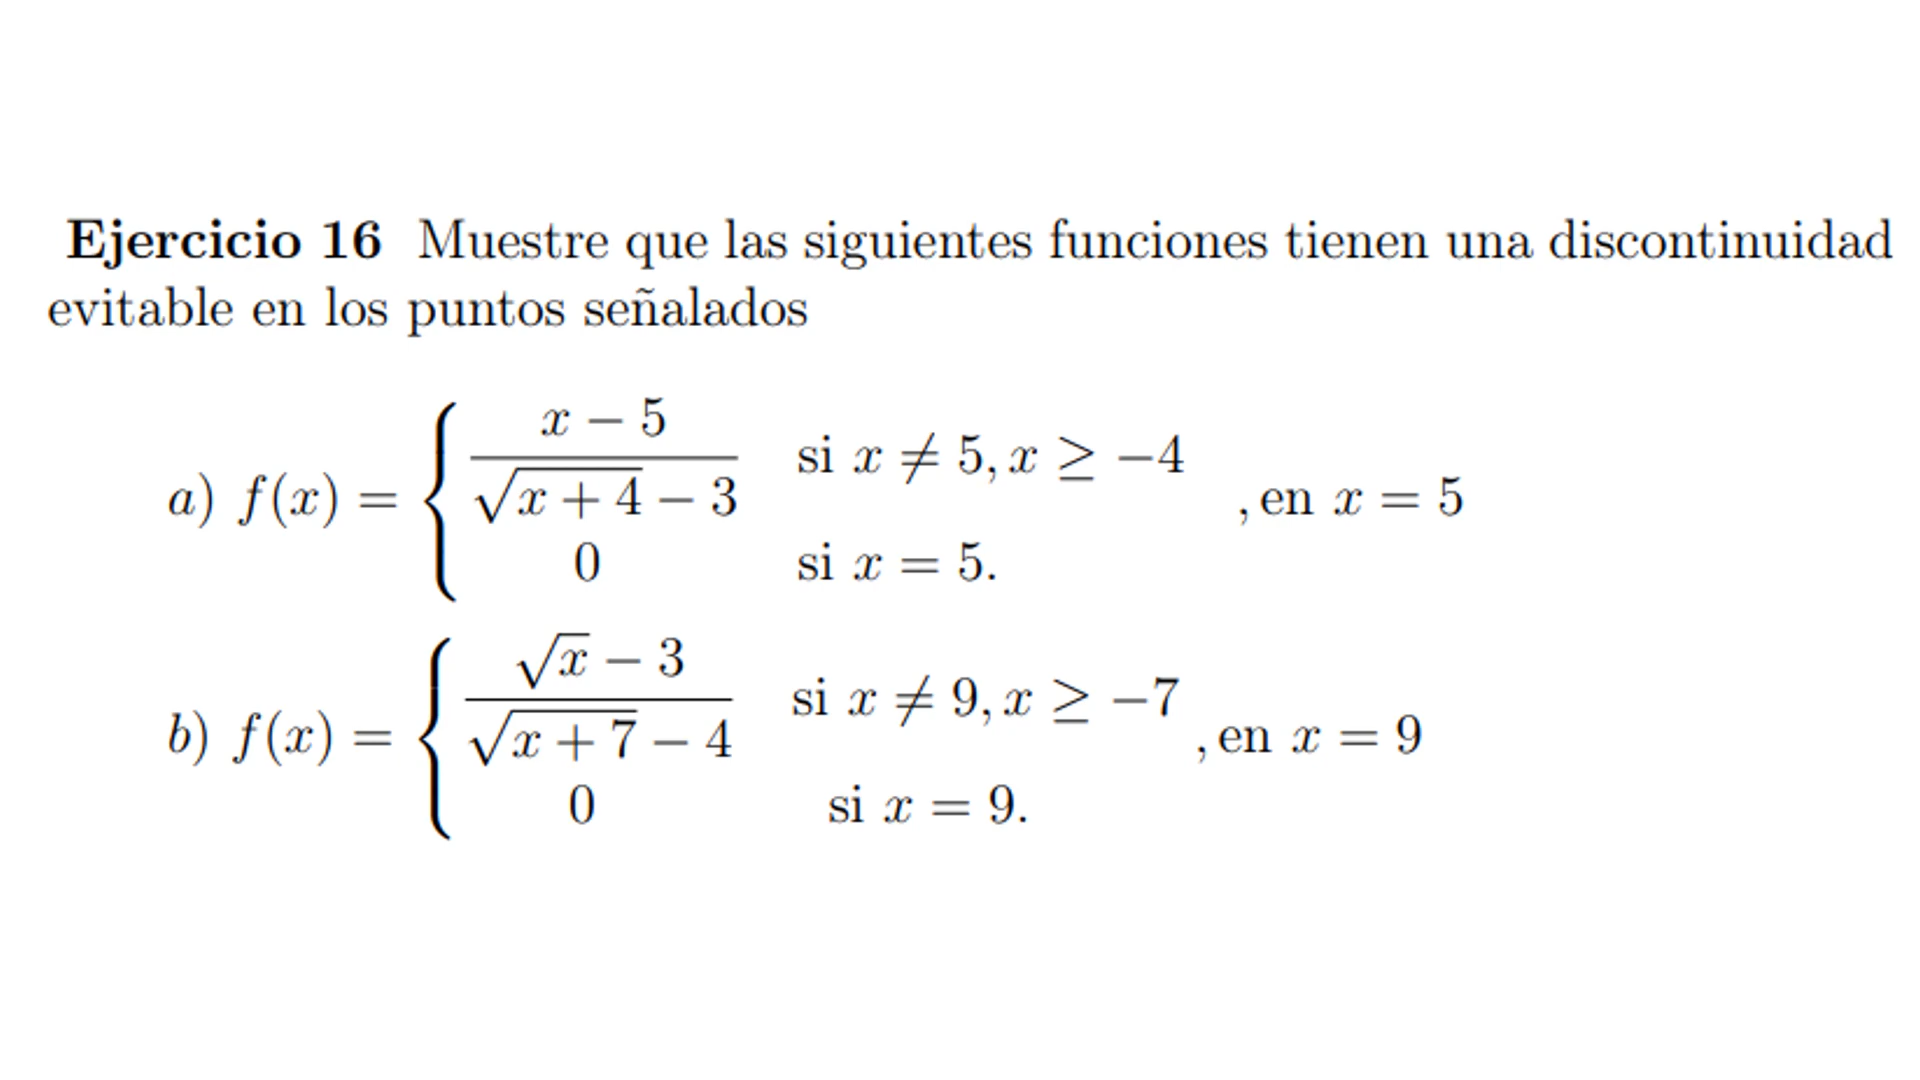 Ejercicio 16 Muestre que las siguientes funciones tienen una discontinuidad
evitable en los puntos señalados
a) f(x) = { (x − 5)/(√(x + 4) − 3) si x ≠ 5, x ≥ −4
0 si x = 5. , en x = 5
b) f(x) = { (√x − 3)/(√(x + 7) − 4) si x ≠ 9, x ≥ −7
0 si x = 9. , en x = 9